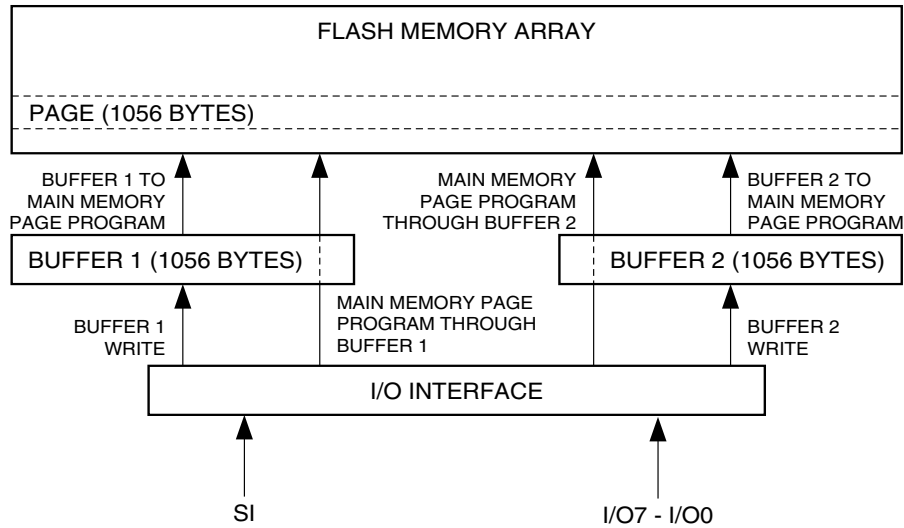 FLASH MEMORY ARRAY
PAGE (1056 BYTES)
BUFFER 1 TO
MAIN MEMORY
PAGE PROGRAM
MAIN MEMORY
PAGE PROGRAM
THROUGH BUFFER 2
BUFFER 2 TO
MAIN MEMORY
PAGE PROGRAM
BUFFER 1 (1056 BYTES)
BUFFER 2 (1056 BYTES)
BUFFER 1
WRITE
MAIN MEMORY PAGE
PROGRAM THROUGH
BUFFER 1
BUFFER 2
WRITE
I/O INTERFACE
SI
I/O7 - I/O0